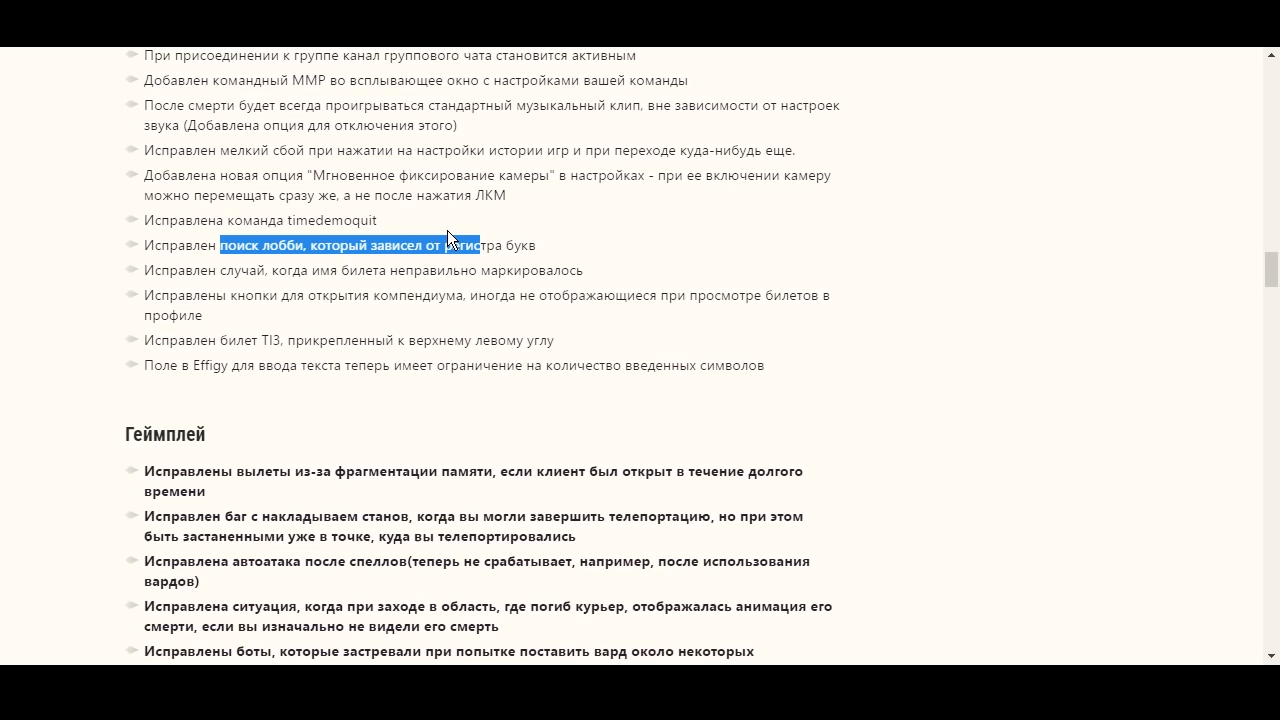 При присоединении к группе канал группового чата становится активным
Добавлен командный MMP во всплывающее окно с настройками вашей команды
После смерти будет всегда проигрываться стандартный музыкальный клип, вне зависимости от настроек
звука (Добавлена опция для отключения этого)
Исправлен мелкий сбой при нажатии на настройки истории игр и при переходе куда-нибудь еще.
Добавлена новая опция "Мгновенное фиксирование камеры" в настройках - при ее включении камеру
можно перемещать сразу же, а не после нажатия ЛКМ
Исправлена команда timedemoquit
Исправлен поиск лобби, который зависел от регистра букв
Исправлен случай, когда имя билета неправильно маркировалось
Исправлены кнопки для открытия компендиума, иногда не отображающиеся при просмотре билетов в
профиле
Исправлен билет TI3, прикрепленный к верхнему левому углу
Поле в Effigy для ввода текста теперь имеет ограничение на количество введенных символов
Геймплей
Исправлены вылеты из-за фрагментации памяти, если клиент был открыт в течение долгого
времени
Исправлен баг с накладываем станов, когда вы могли завершить телепортацию, но при этом
быть застаненными уже в точке, куда вы телепортировались
Исправлена автоатака после спеллов(теперь не срабатывает, например, после использования
вардов)
Исправлена ситуация, когда при заходе в область, где погиб курьер, отображалась анимация его
смерти, если вы изначально не видели его смерть
Исправлены боты, которые застревали при попытке поставить вард около некоторых